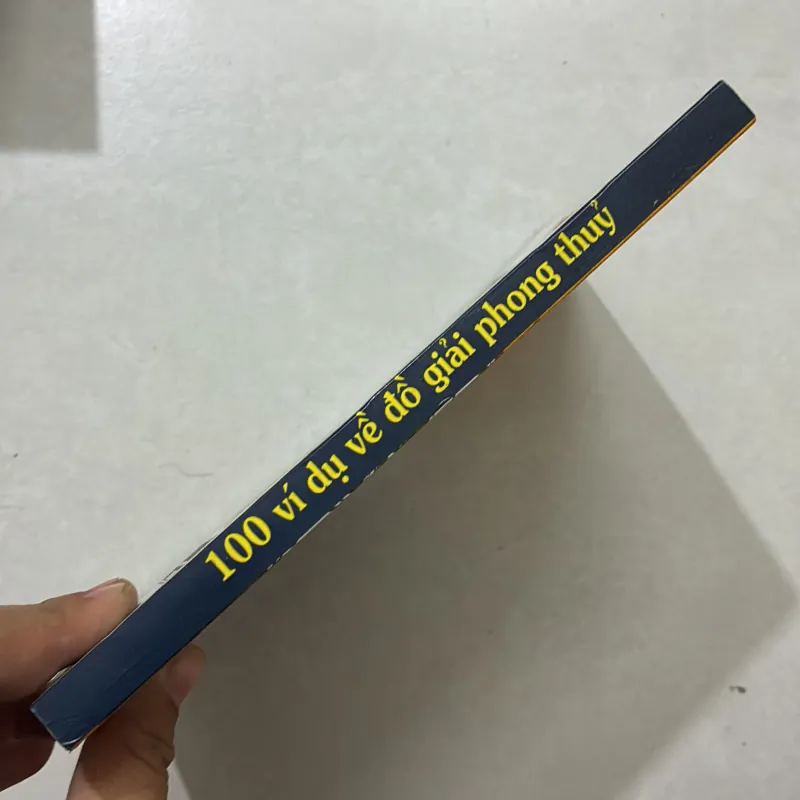 100 ví dụ về đồ giải phong thuỷ